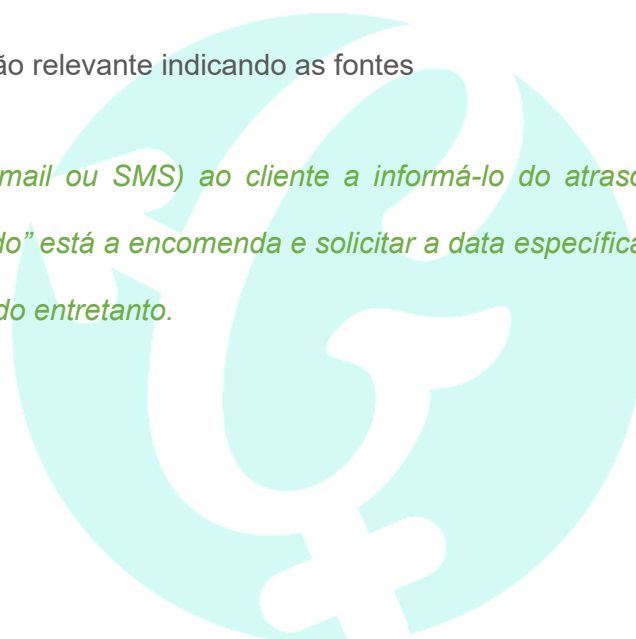 ão relevante indicando as fontes
mail ou SMS) ao cliente a informá-lo do atraso
do” está a encomenda e solicitar a data específica
do entretanto.